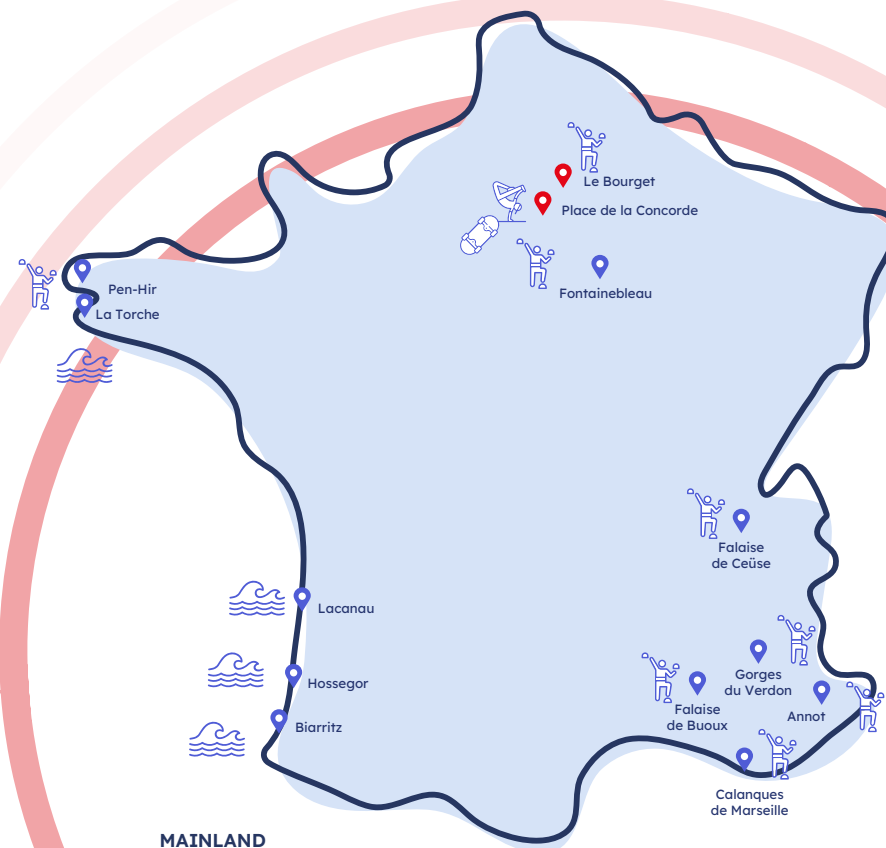 Le Bourget
Place de la Concorde
Fontainebleau
Pen-Hir
La Torche
Falaise
de Ceüse
Lacanau
Hossegor
Biarritz
Gorges
du Verdon
Falaise
de Buoux
Annot
Calanques
de Marseille
MAINLAND